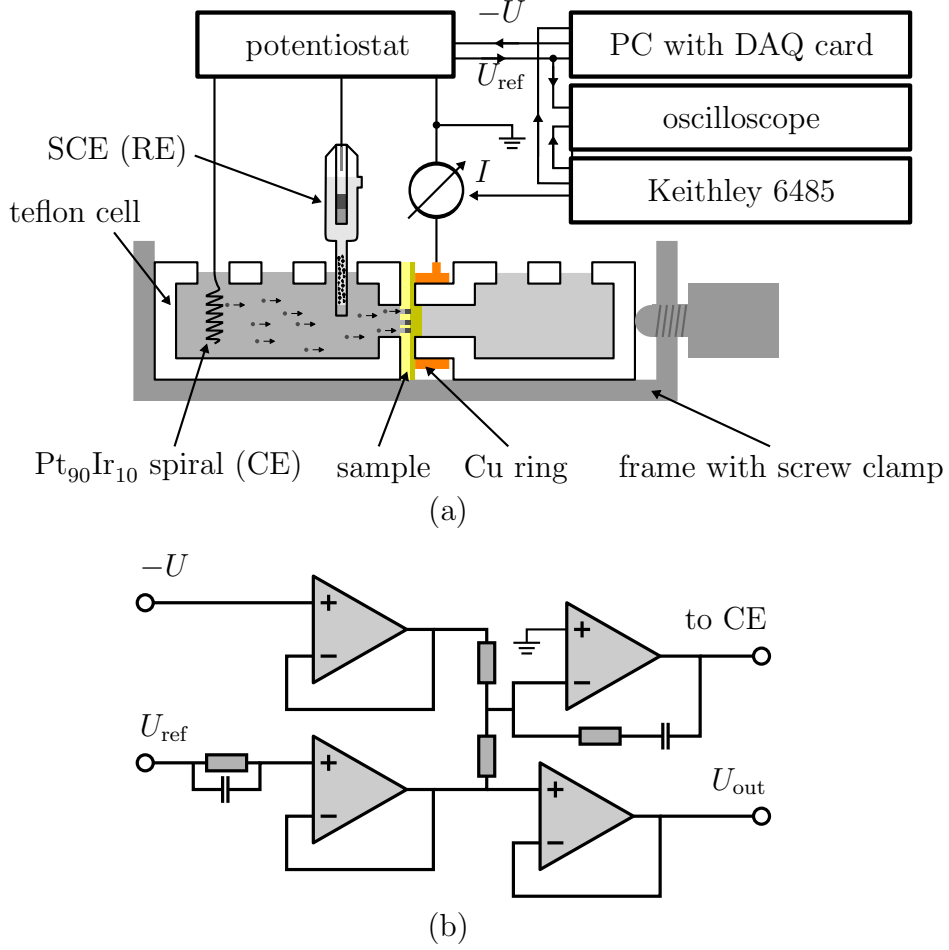 −U
potentiostat
PC with DAQ card
U_ref
oscilloscope
SCE (RE)
I
Keithley 6485
teflon cell
Pt₉₀Ir₁₀ spiral (CE)
sample
Cu ring
frame with screw clamp
(a)
−U
+
−
+
−
to CE
U_ref
+
−
+
−
U_out
(b)